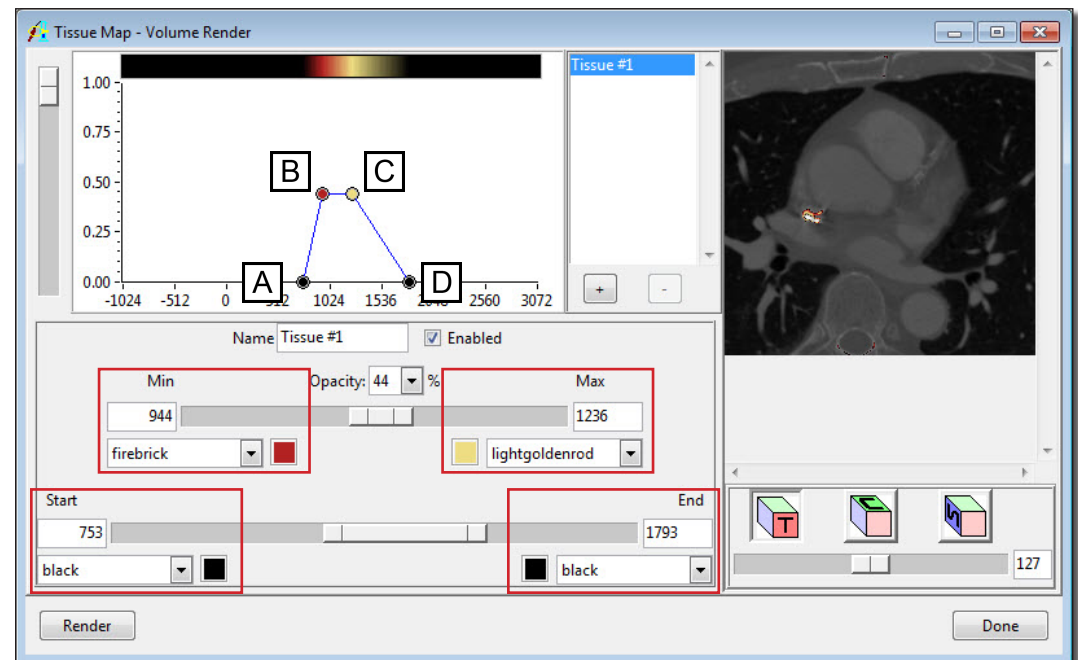 Tissue Map - Volume Render
Tissue #1
1.00
0.75
B C
0.50
0.25
0.00 A D
-1024 -512 0 512 1024 1536 2048 2560 3072
+ -
Name Tissue #1 Enabled
Min Opacity: 44 % Max
944 1236
firebrick lightgoldenrod
Start End
753 1793
black black
T U S
127
Render Done